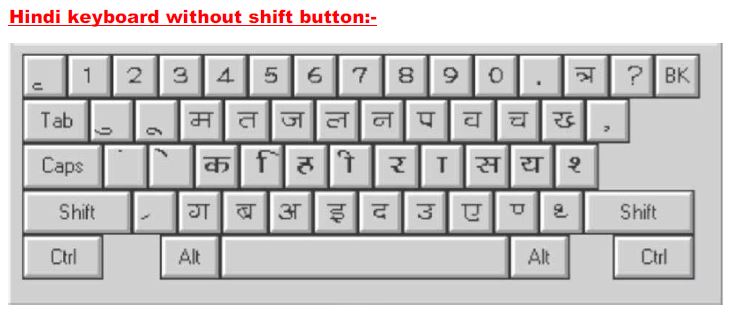 Hindi keyboard without shift button:-
ृ 1 2 3 4 5 6 7 8 9 0 . त्र ? BK
Tab ु ू म त ज ल न प व च ख् ,
Caps ं े क ि ह ी र ा स य श्
Shift ्र ग ब अ इ द उ ए ण् ध् Shift
Ctrl Alt Alt Ctrl